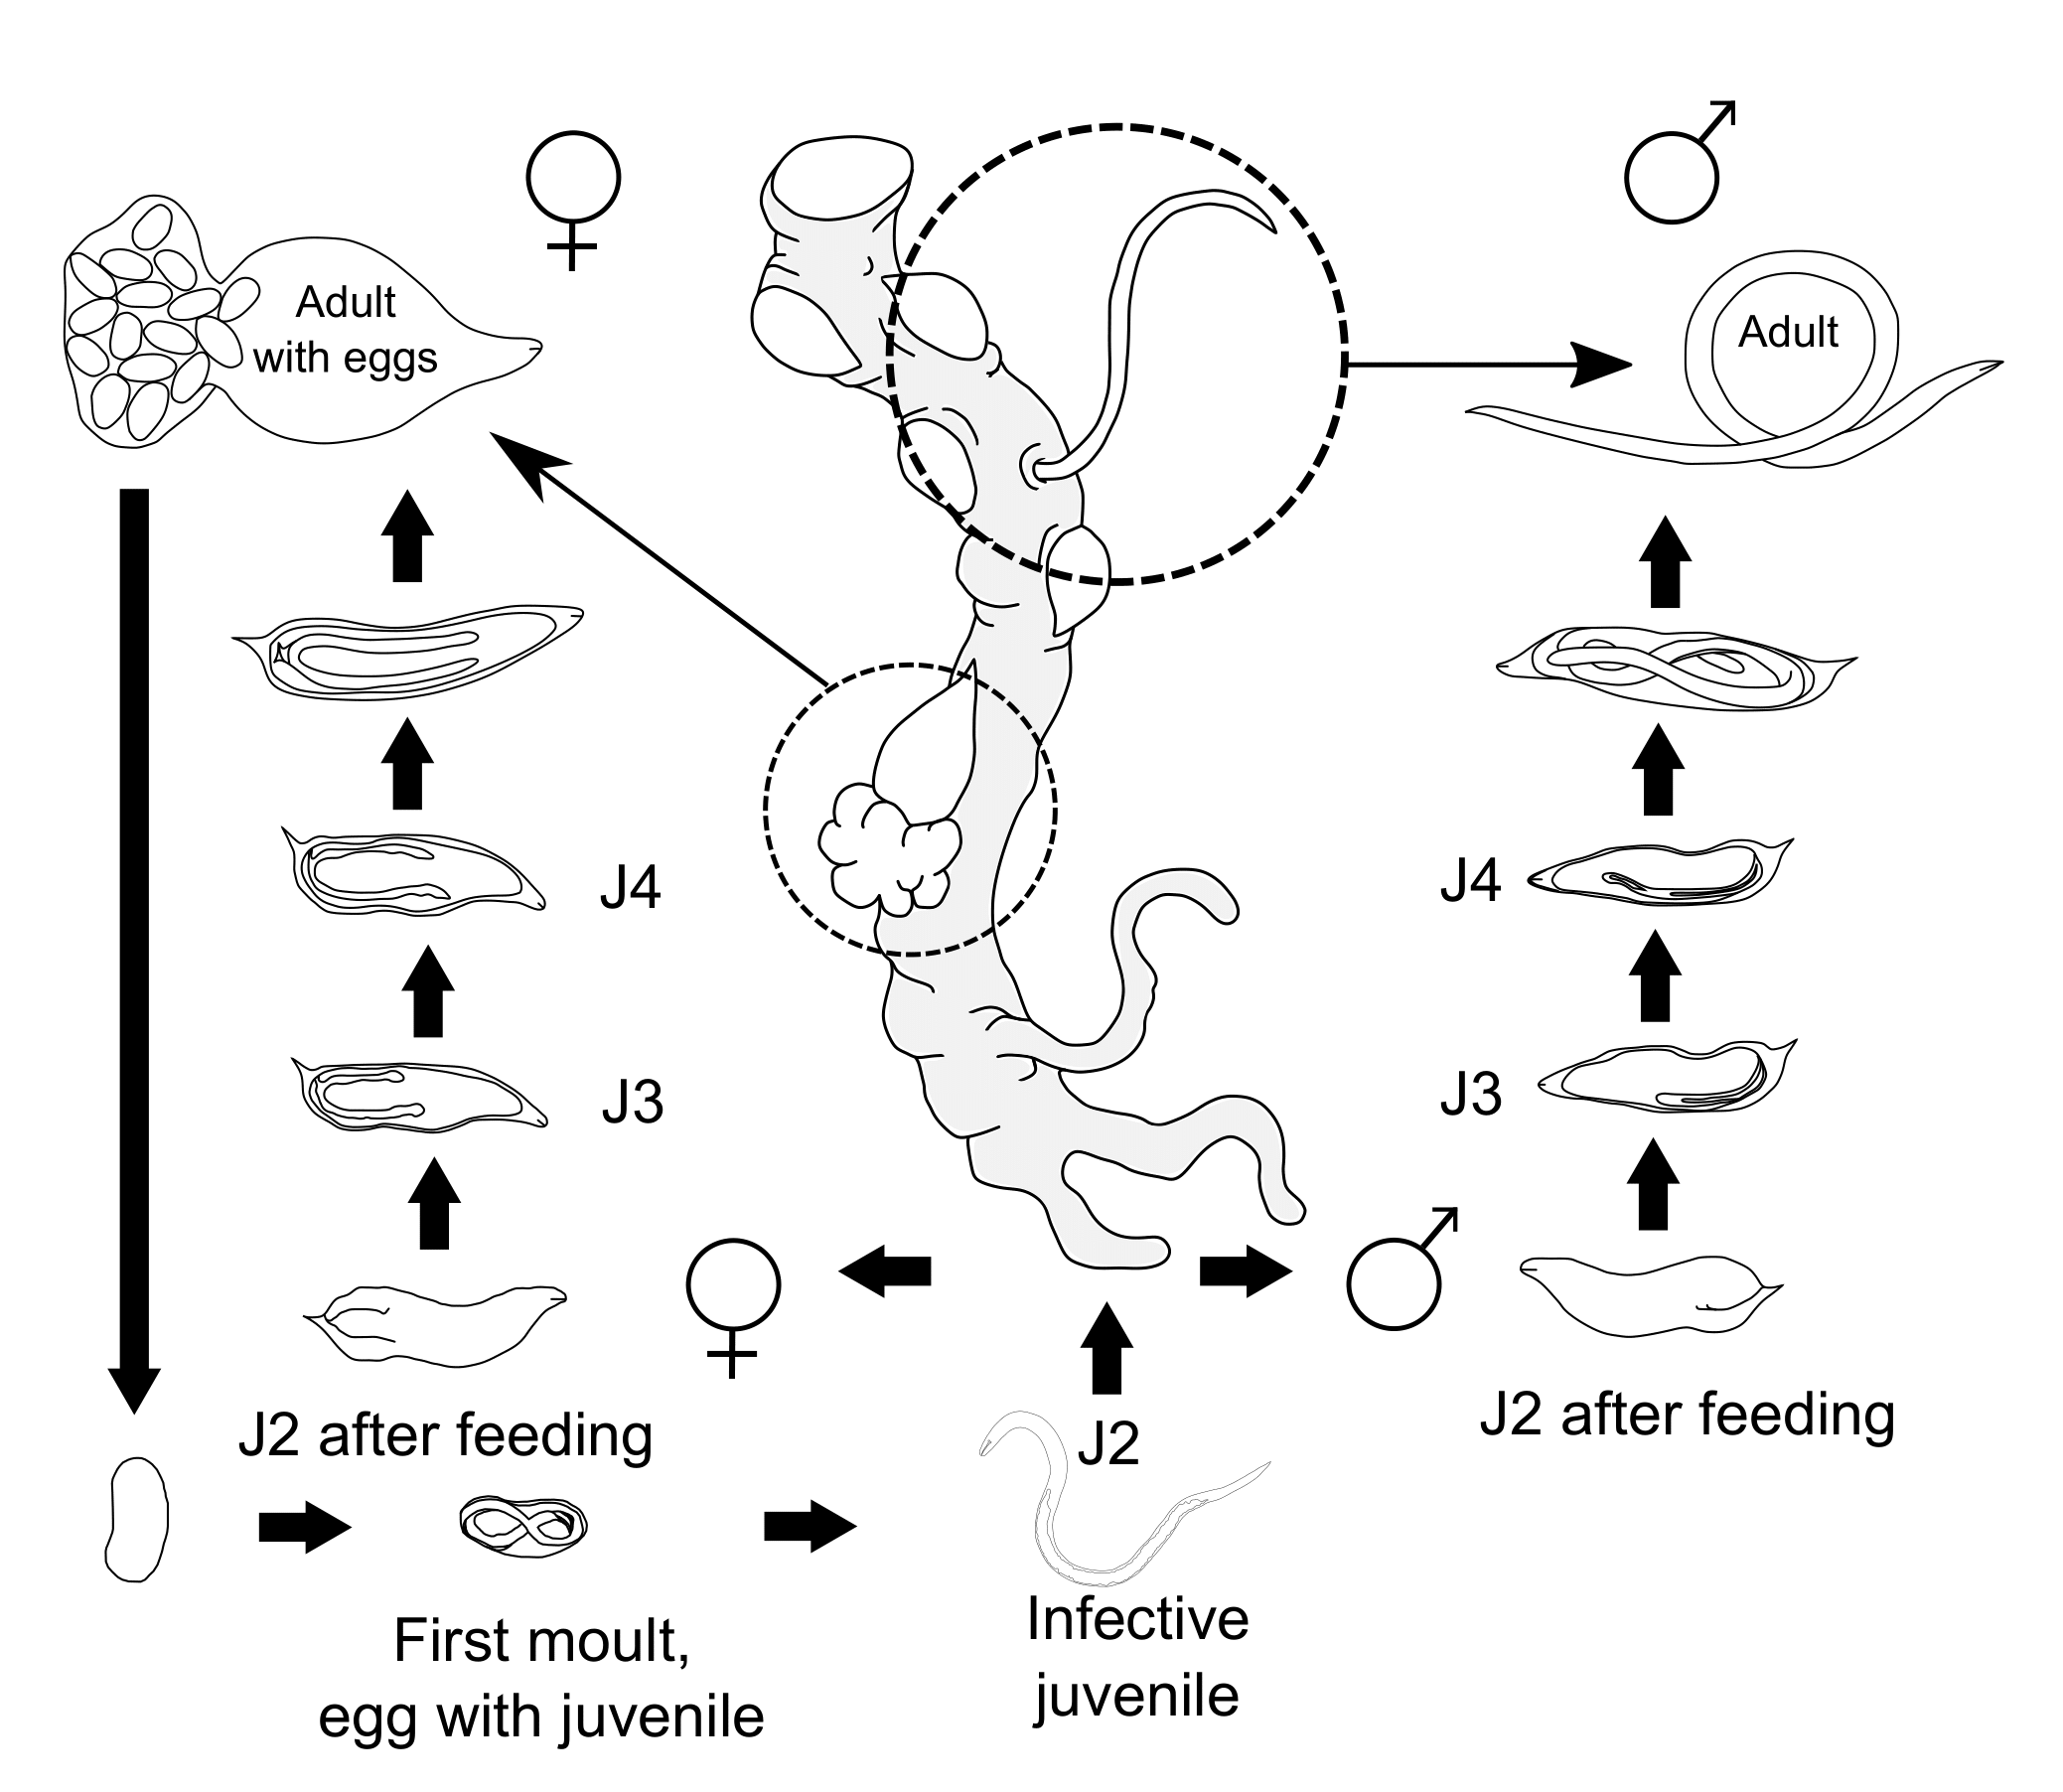 Adult
with eggs
Adult
J4
J4
J3
J3
J2 after feeding
J2
J2 after feeding
First moult,
egg with juvenile
Infective
juvenile